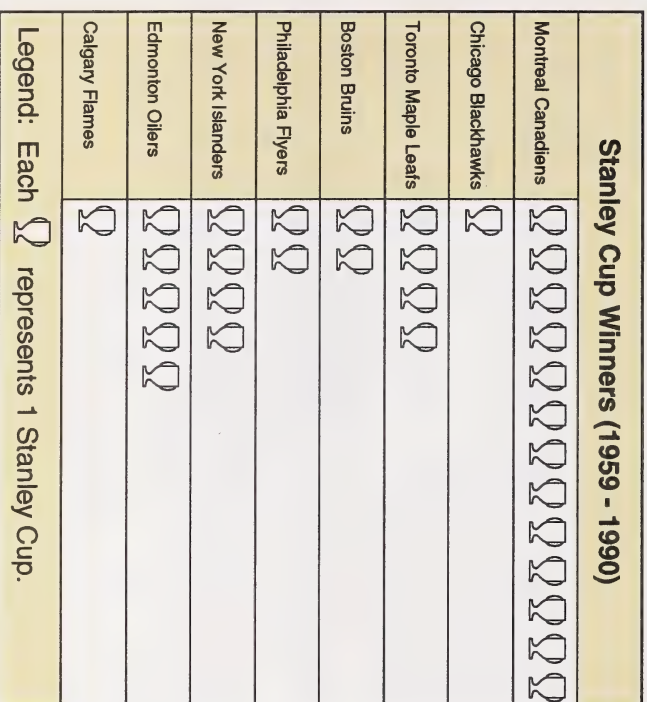 Stanley Cup Winners (1959 - 1990)
Montreal Canadiens
Chicago Blackhawks
Toronto Maple Leafs
Boston Bruins
Philadelphia Flyers
New York Islanders
Edmonton Oilers
Calgary Flames
Legend: Each represents 1 Stanley Cup.